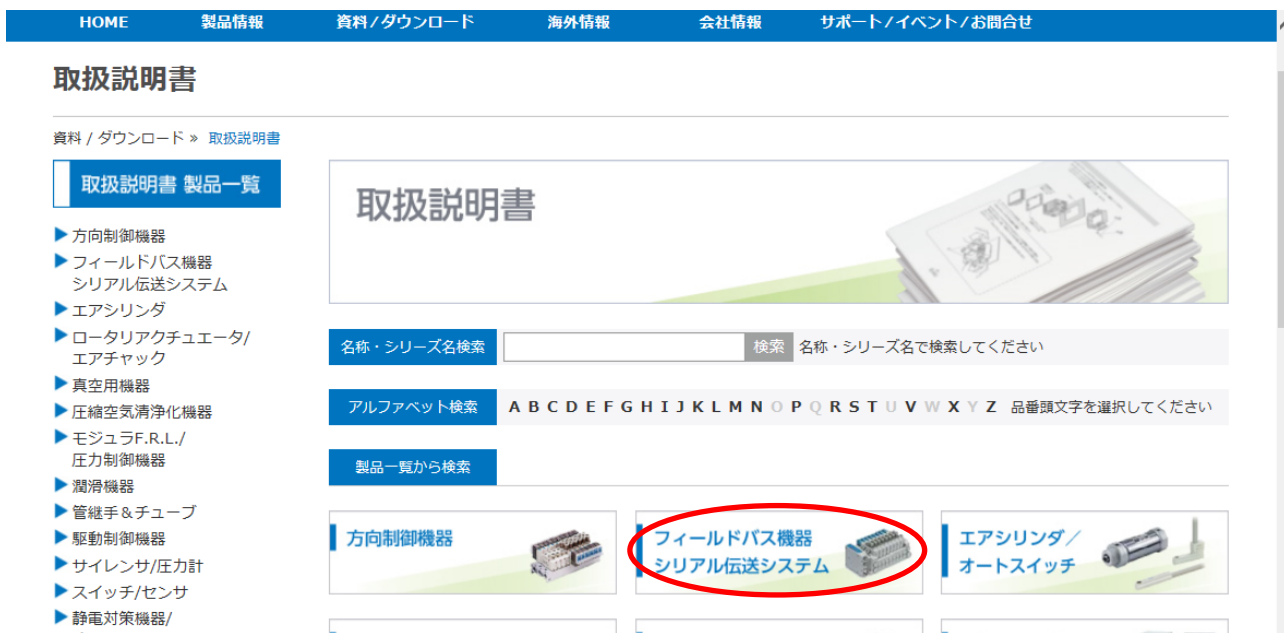 HOME 製品情報 資料/ダウンロード 海外情報 会社情報 サポート/イベント/お問合せ
取扱説明書
資料 / ダウンロード » 取扱説明書
取扱説明書 製品一覧
方向制御機器
フィールドバス機器
シリアル伝送システム
エアシリンダ
ロータリアクチュエータ/
エアチャック
真空用機器
圧縮空気清浄化機器
モジュラF.R.L./
圧力制御機器
潤滑機器
管継手＆チューブ
駆動制御機器
サイレンサ/圧力計
スイッチ/センサ
静電対策機器/
取扱説明書
名称・シリーズ名検索 検索 名称・シリーズ名で検索してください
アルファベット検索 A B C D E F G H I J K L M N O P Q R S T U V W X Y Z 品番頭文字を選択してください
製品一覧から検索
方向制御機器
フィールドバス機器
シリアル伝送システム
エアシリンダ/
オートスイッチ